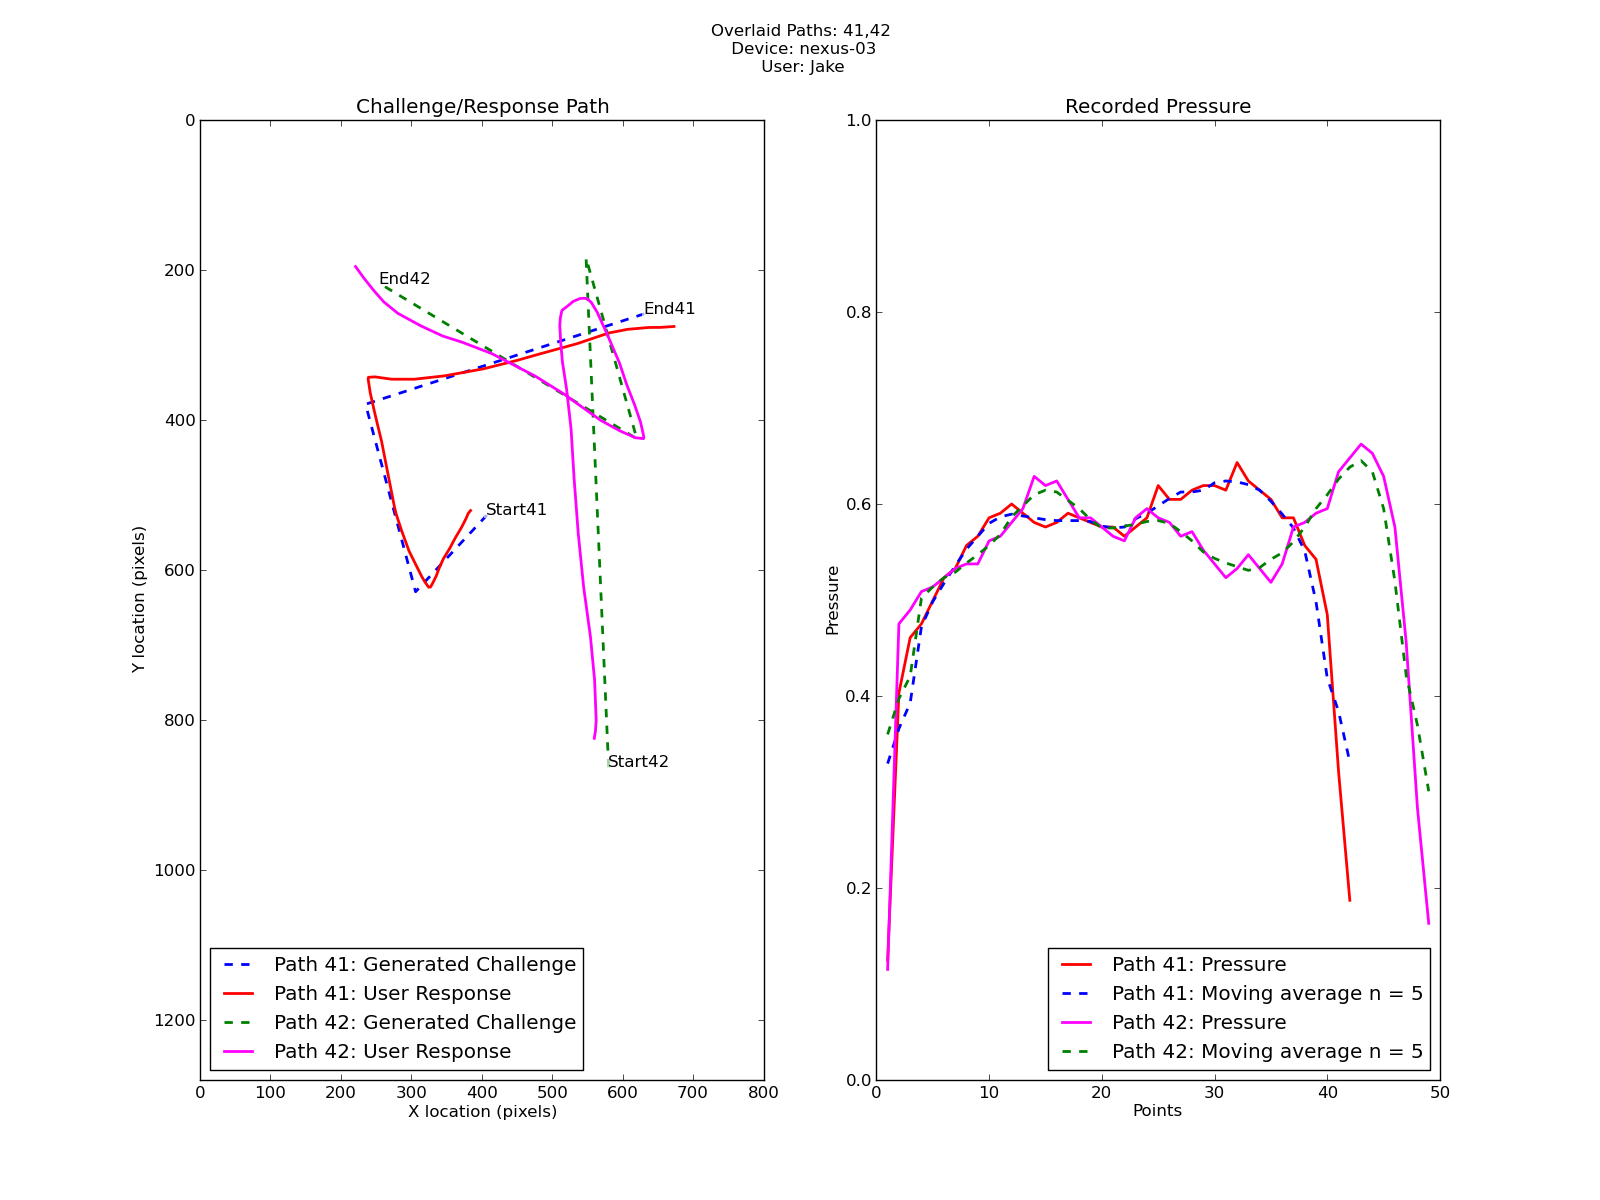 Overlaid Paths: 41,42
Device: nexus-03
User: Jake
Challenge/Response Path
0
200
400
600
800
1000
1200
Y location (pixels)
End42
End41
Start41
Start42
Path 41: Generated Challenge
Path 41: User Response
Path 42: Generated Challenge
Path 42: User Response
0 100 200 300 400 500 600 700 800
X location (pixels)
Recorded Pressure
1.0
0.8
0.6
0.4
0.2
0.0
Pressure
Path 41: Pressure
Path 41: Moving average n = 5
Path 42: Pressure
Path 42: Moving average n = 5
0 10 20 30 40 50
Points